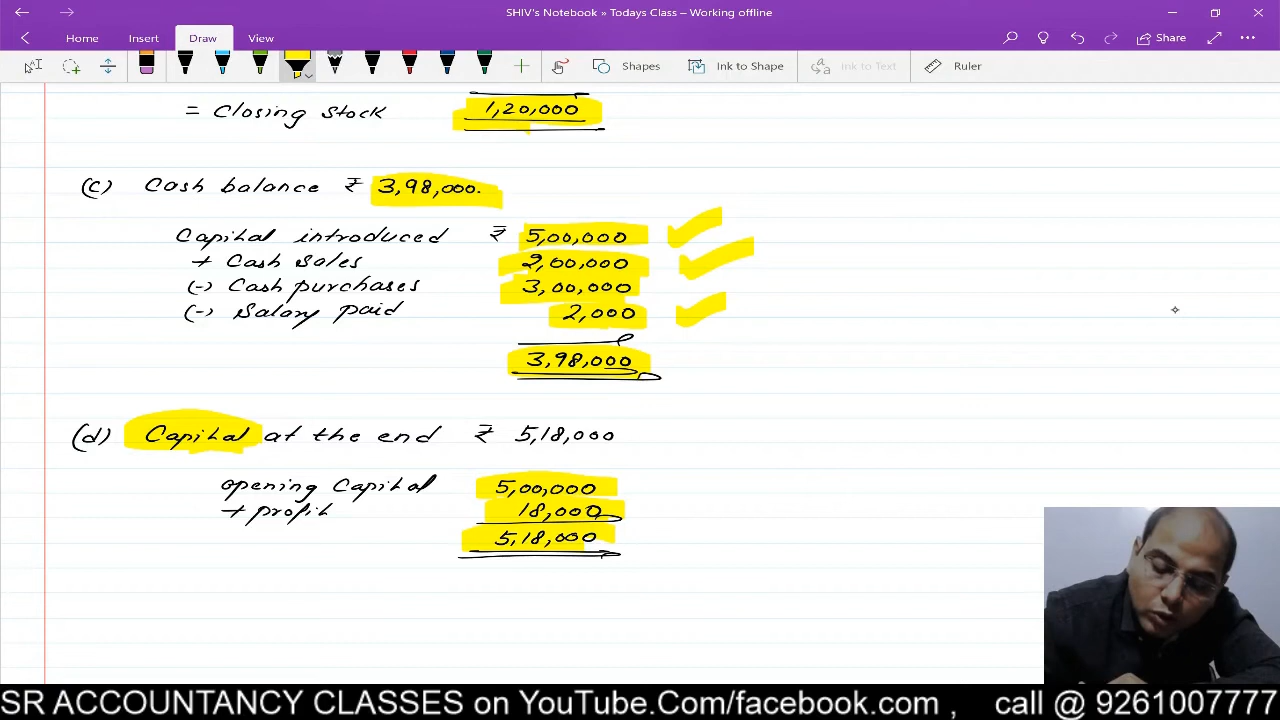 SHIV's Notebook » Todays Class – Working offline
Home Insert Draw View Share
Shapes Ink to Shape Ink to Text Ruler
= Closing Stock 1,20,000
(c) Cash balance ₹ 3,98,000.
Capital introduced ₹ 5,00,000
+ Cash Sales 2,00,000
(-) Cash purchases 3,00,000
(-) Salary paid 2,000
3,98,000
(d) Capital at the end ₹ 5,18,000
opening Capital 5,00,000
+ profit 18,000
5,18,000
SR ACCOUNTANCY CLASSES on YouTube.Com/facebook.com , call @ 9261007777